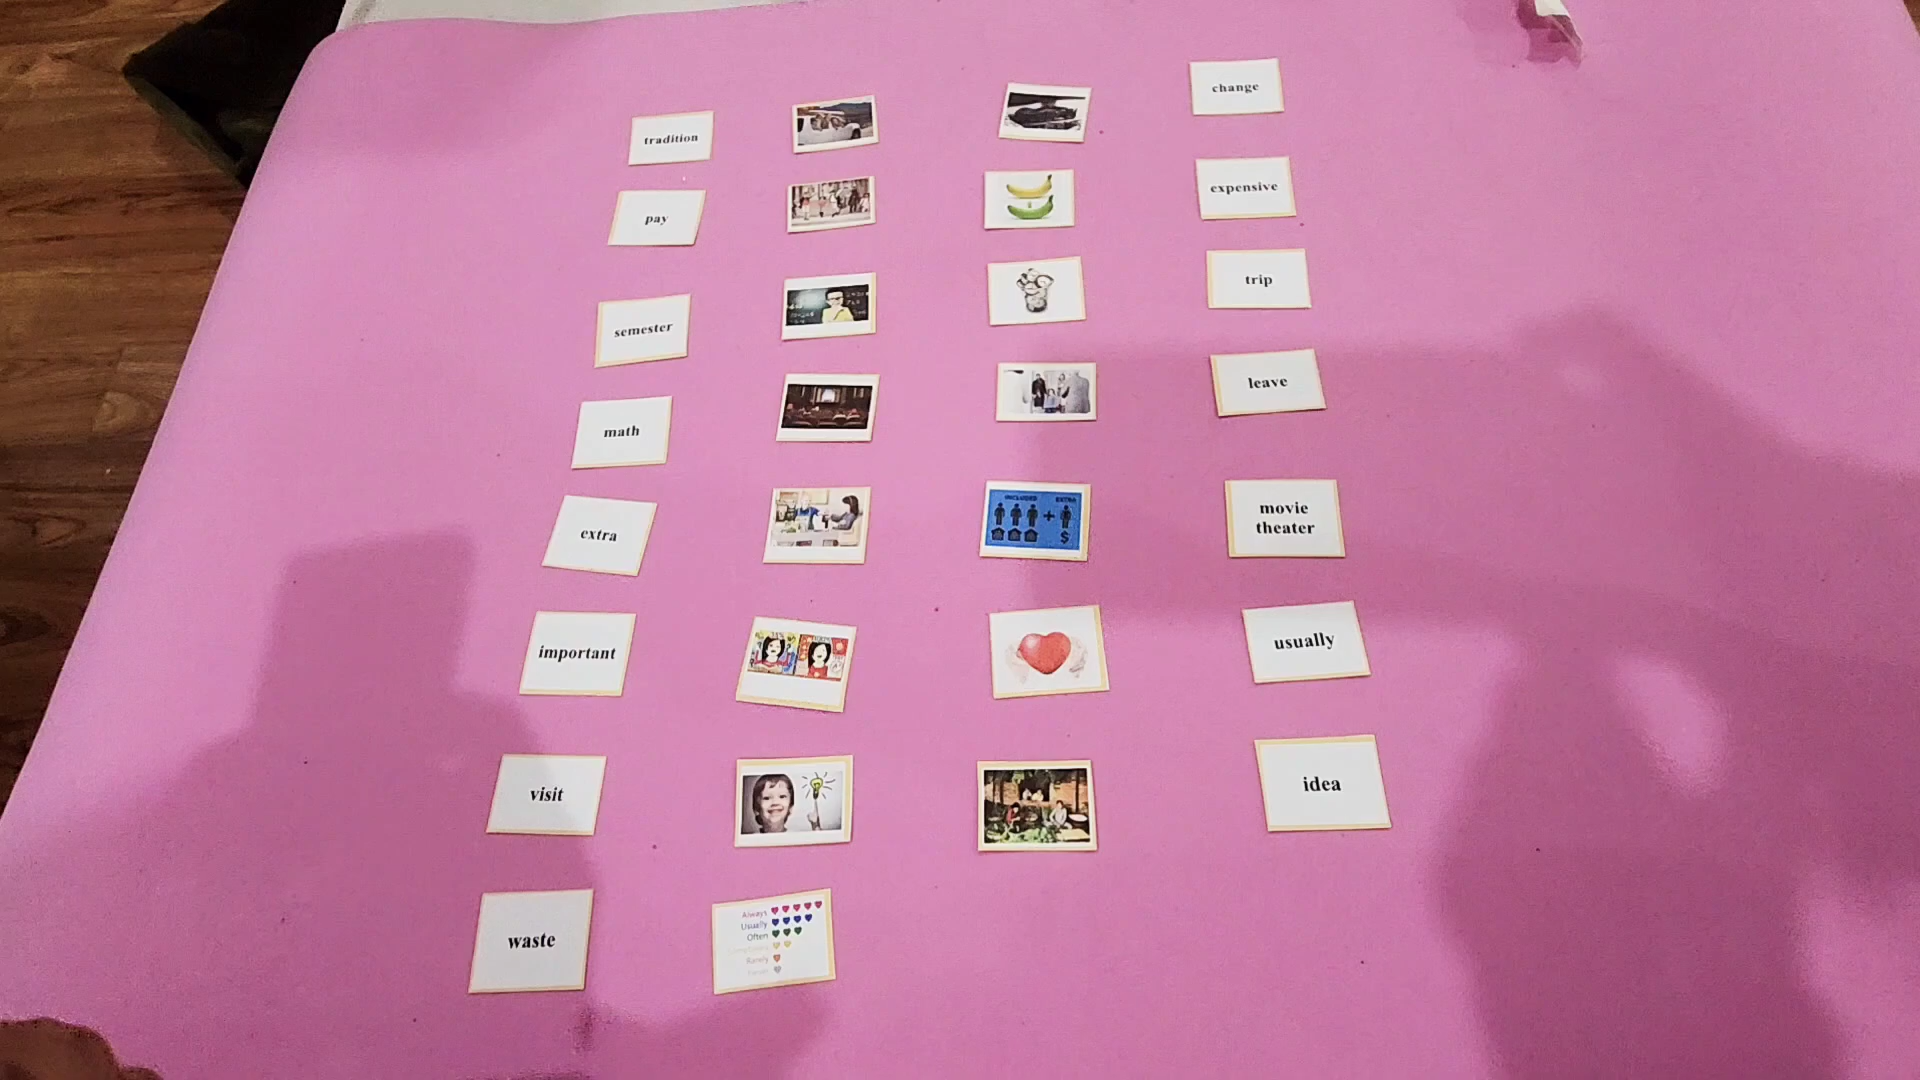 change
tradition
expensive
pay
trip
semester
leave
math
INCLUDED EXTRA
+
$
movie
theater
extra
important
usually
visit
idea
waste
Always
Usually
Often
Rarely